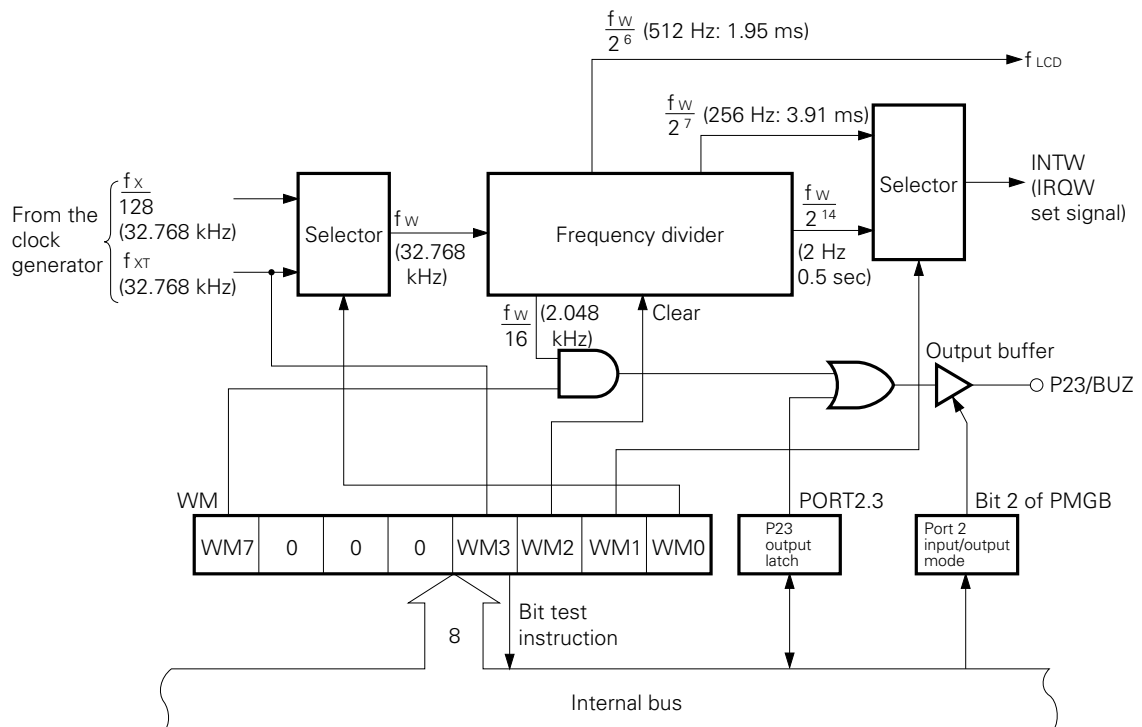 fW
2 6 (512 Hz: 1.95 ms)
fLCD
fW
2 7 (256 Hz: 3.91 ms)
From the
clock
generator
fX
128
(32.768 kHz)
fXT
(32.768 kHz)
Selector
fW
(32.768
kHz)
Frequency divider
fW
2 14
(2 Hz
0.5 sec)
Selector
INTW
(IRQW
set signal)
fW
16
(2.048
kHz)
Clear
Output buffer
P23/BUZ
WM
WM7 0 0 0 WM3 WM2 WM1 WM0
PORT2.3
P23
output
latch
Bit 2 of PMGB
Port 2
input/output
mode
8
Bit test
instruction
Internal bus